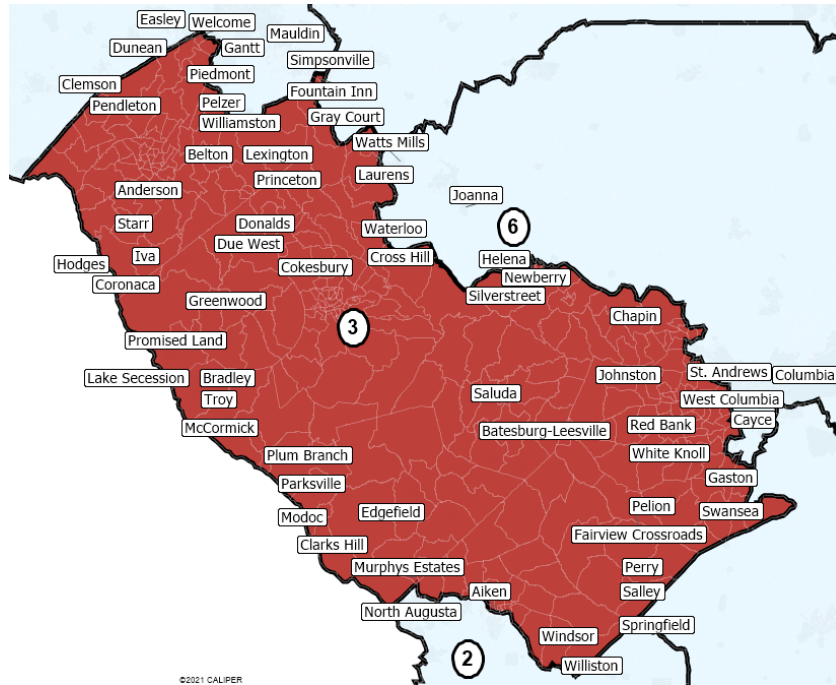 Easley
Welcome
Mauldin
Dunean
Gantt
Simpsonville
Clemson
Piedmont
Fountain Inn
Pendleton
Pelzer
Williamston
Gray Court
Watts Mills
Belton
Lexington
Laurens
Princeton
Anderson
Joanna
Starr
Donalds
Waterloo
6
Due West
Iva
Cross Hill
Helena
Hodges
Cokesbury
Newberry
Coronaca
Silverstreet
Greenwood
Chapin
3
Promised Land
Lake Secession
Bradley
Johnston
St. Andrews
Columbia
Troy
Saluda
West Columbia
McCormick
Batesburg-Leesville
Red Bank
Cayce
Plum Branch
White Knoll
Parksville
Gaston
Modoc
Edgefield
Pelion
Swansea
Clarks Hill
Fairview Crossroads
Murphys Estates
Perry
Aiken
Salley
North Augusta
Springfield
Windsor
2
Williston
©2021 CALIPER